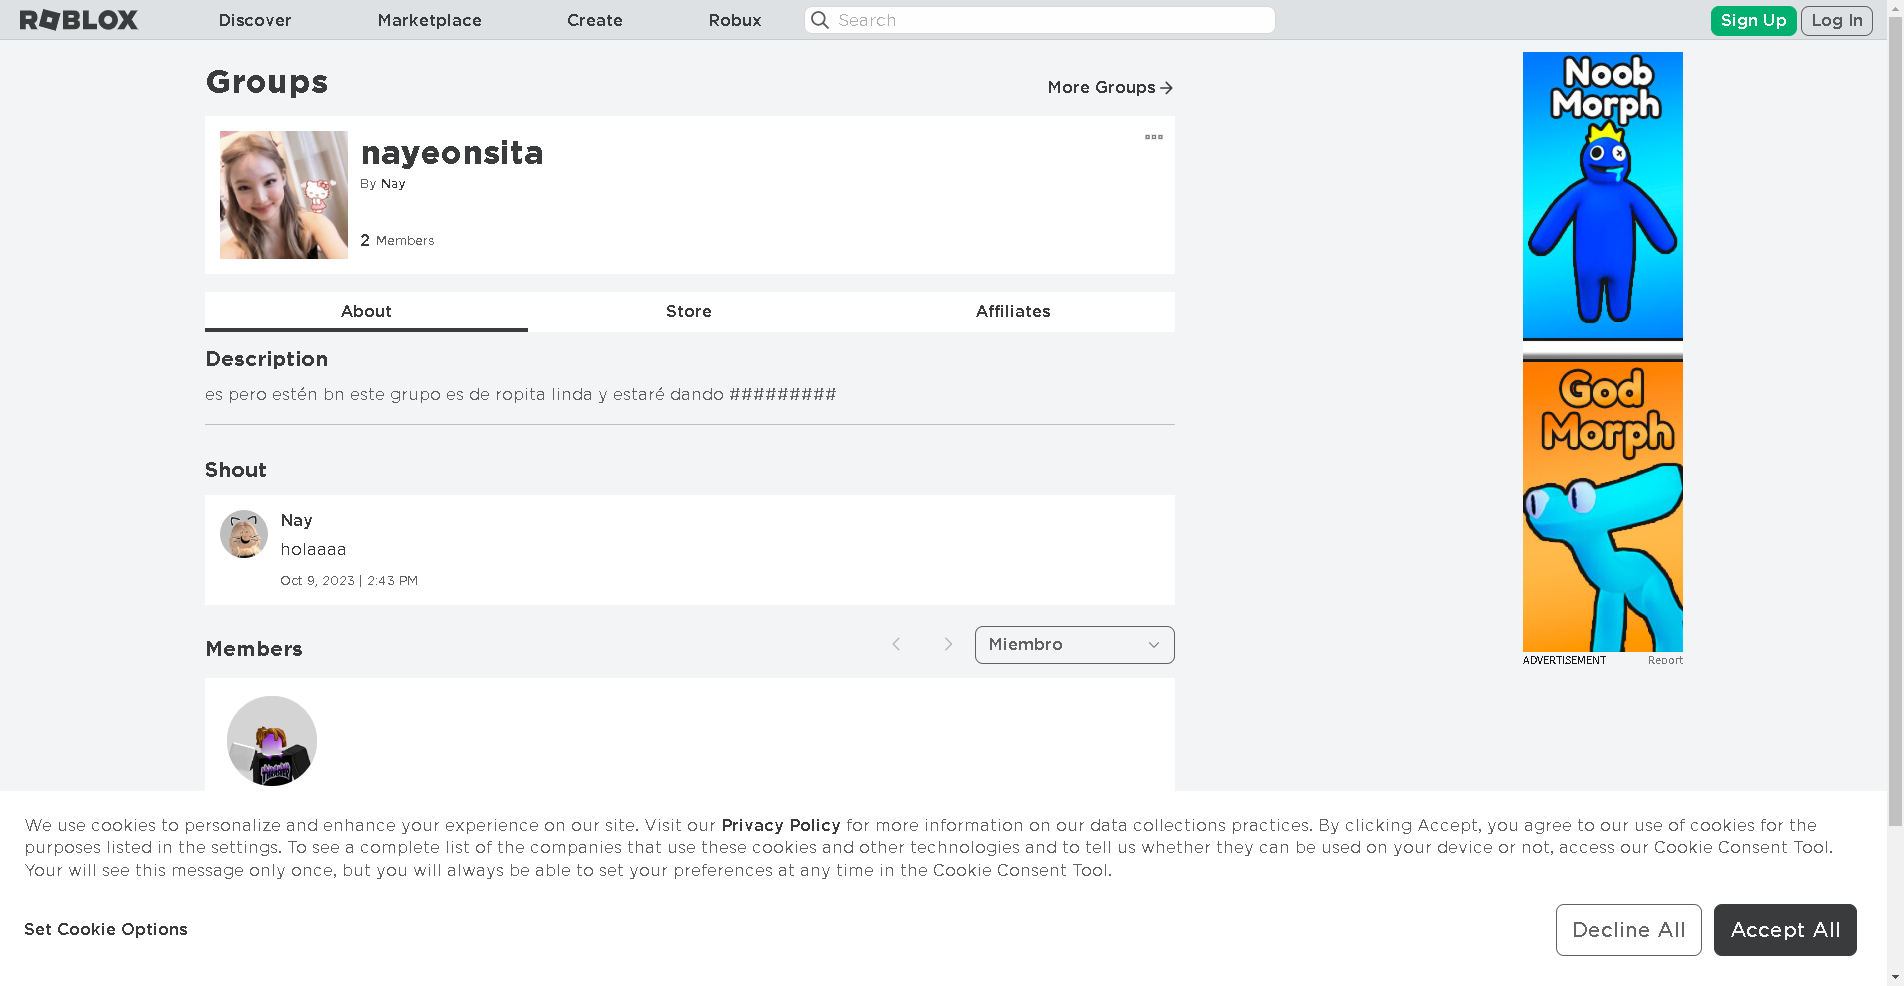 ROBLOX Discover Marketplace Create Robux Search Sign Up Log In
Groups
More Groups
nayeonsita
By Nay
2 Members
About Store Affiliates
Description
es pero estén bn este grupo es de ropita linda y estaré dando #########
Shout
Nay
holaaaa
Oct 9, 2023 | 2:43 PM
Members
Miembro
Noob
Morph
God
Morph
ADVERTISEMENT Report
We use cookies to personalize and enhance your experience on our site. Visit our Privacy Policy for more information on our data collections practices. By clicking Accept, you agree to our use of cookies for the
purposes listed in the settings. To see a complete list of the companies that use these cookies and other technologies and to tell us whether they can be used on your device or not, access our Cookie Consent Tool.
Your will see this message only once, but you will always be able to set your preferences at any time in the Cookie Consent Tool.
Set Cookie Options
Decline All
Accept All